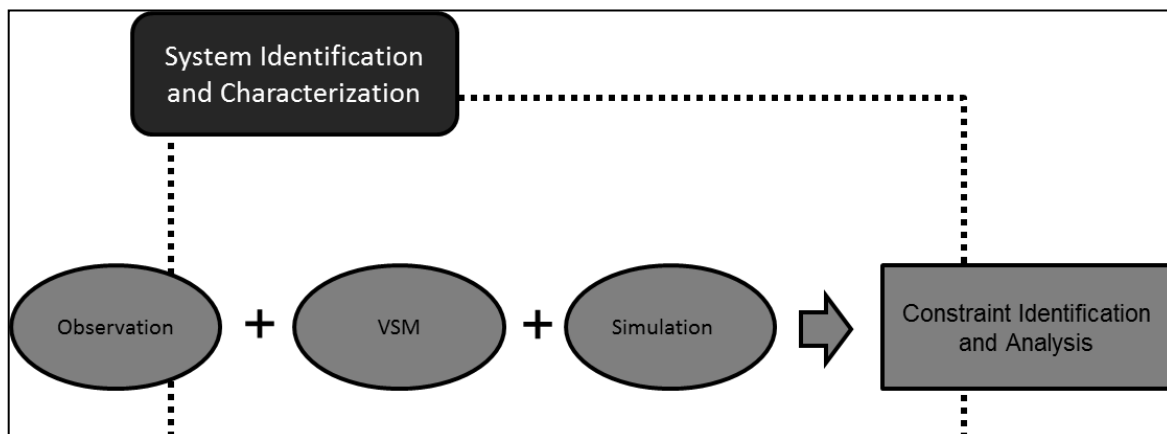 System Identification
and Characterization
Observation
+
VSM
+
Simulation
Constraint Identification
and Analysis